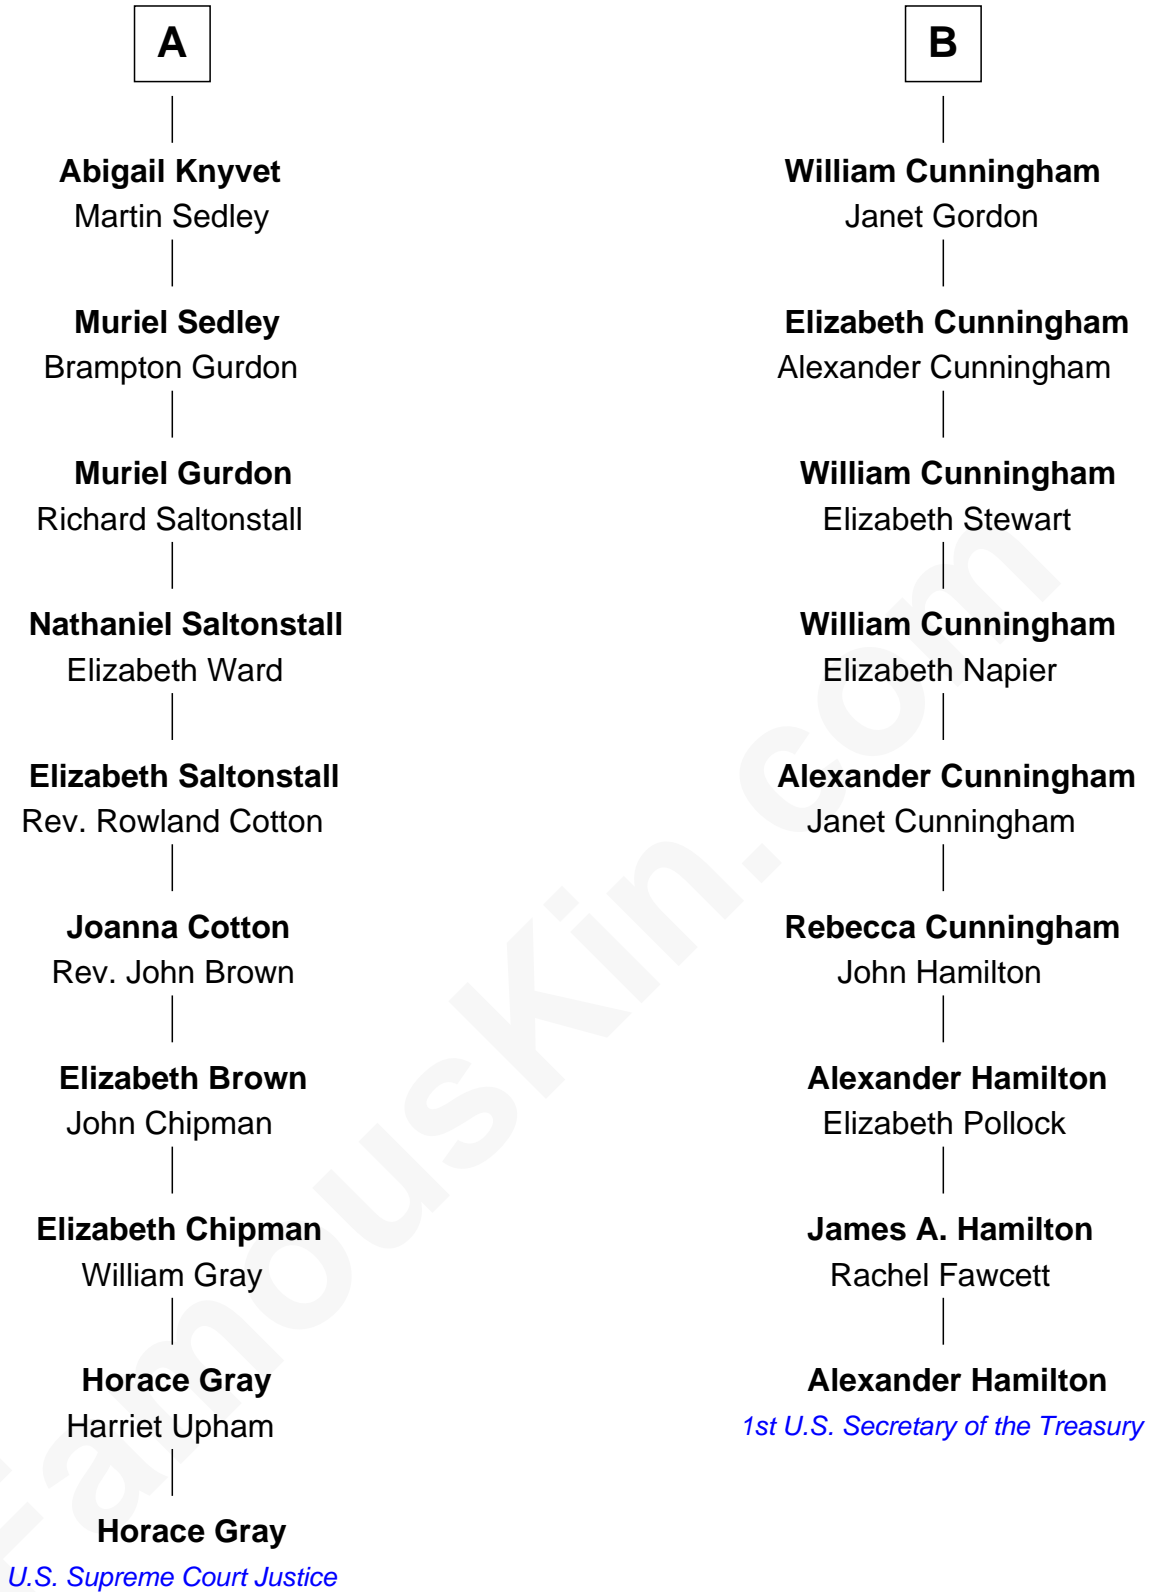 A
Abigail Knyvet
Martin Sedley
Muriel Sedley
Brampton Gurdon
Muriel Gurdon
Richard Saltonstall
Nathaniel Saltonstall
Elizabeth Ward
Elizabeth Saltonstall
Rev. Rowland Cotton
Joanna Cotton
Rev. John Brown
Elizabeth Brown
John Chipman
Elizabeth Chipman
William Gray
Horace Gray
Harriet Upham
Horace Gray
U.S. Supreme Court Justice
B
William Cunningham
Janet Gordon
Elizabeth Cunningham
Alexander Cunningham
William Cunningham
Elizabeth Stewart
William Cunningham
Elizabeth Napier
Alexander Cunningham
Janet Cunningham
Rebecca Cunningham
John Hamilton
Alexander Hamilton
Elizabeth Pollock
James A. Hamilton
Rachel Fawcett
Alexander Hamilton
1st U.S. Secretary of the Treasury
FamousKin.com